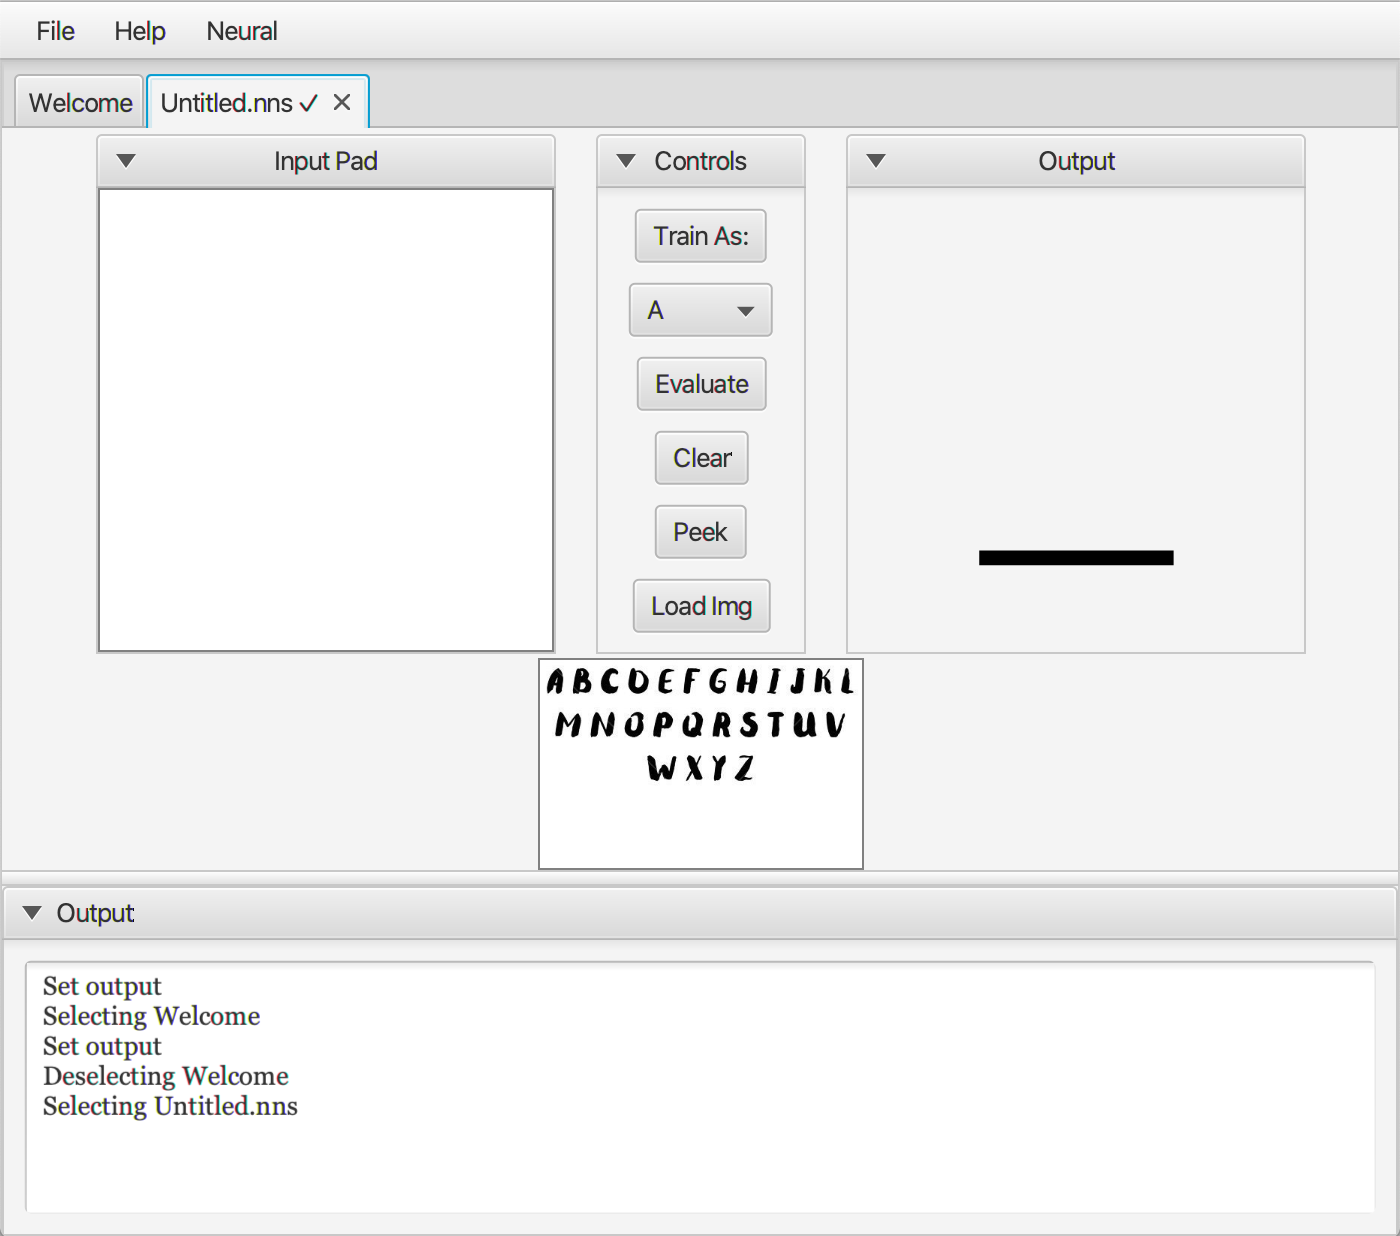 File Help Neural
Welcome Untitled.nns ✓ ✕
Input Pad
Controls
Train As:
A
Evaluate
Clear
Peek
Load Img
Output
A B C D E F G H I J K L
M N O P Q R S T U V
W X Y Z
Output
Set output
Selecting Welcome
Set output
Deselecting Welcome
Selecting Untitled.nns